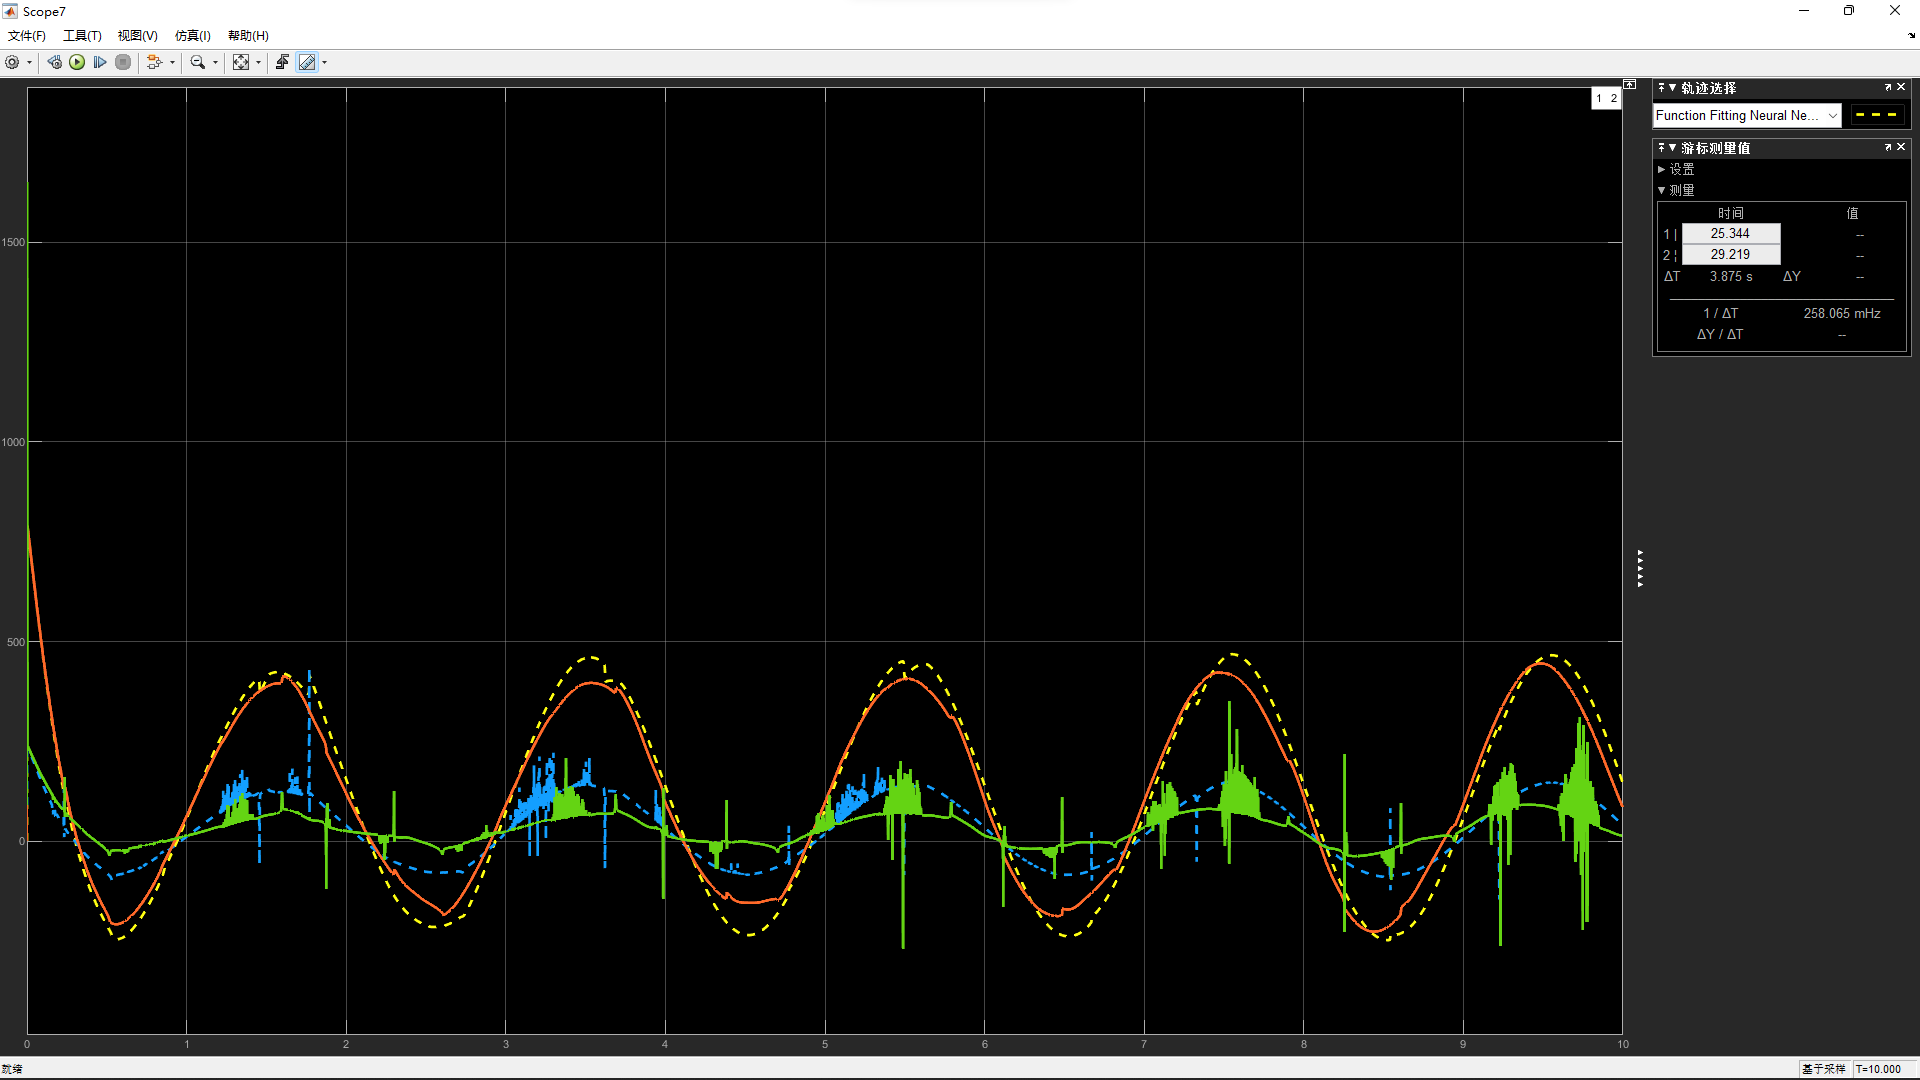 Scope7
文件(F) 工具(T) 视图(V) 仿真(I) 帮助(H)
1 2
轨迹选择
Function Fitting Neural Ne...
游标测量值
设置
测量
时间 值
1 | 25.344 --
2 ¦ 29.219 --
ΔT 3.875 s ΔY --
1 / ΔT 258.065 mHz
ΔY / ΔT --
1500
1000
500
0
0 1 2 3 4 5 6 7 8 9 10
就绪 基于采样 T=10.000